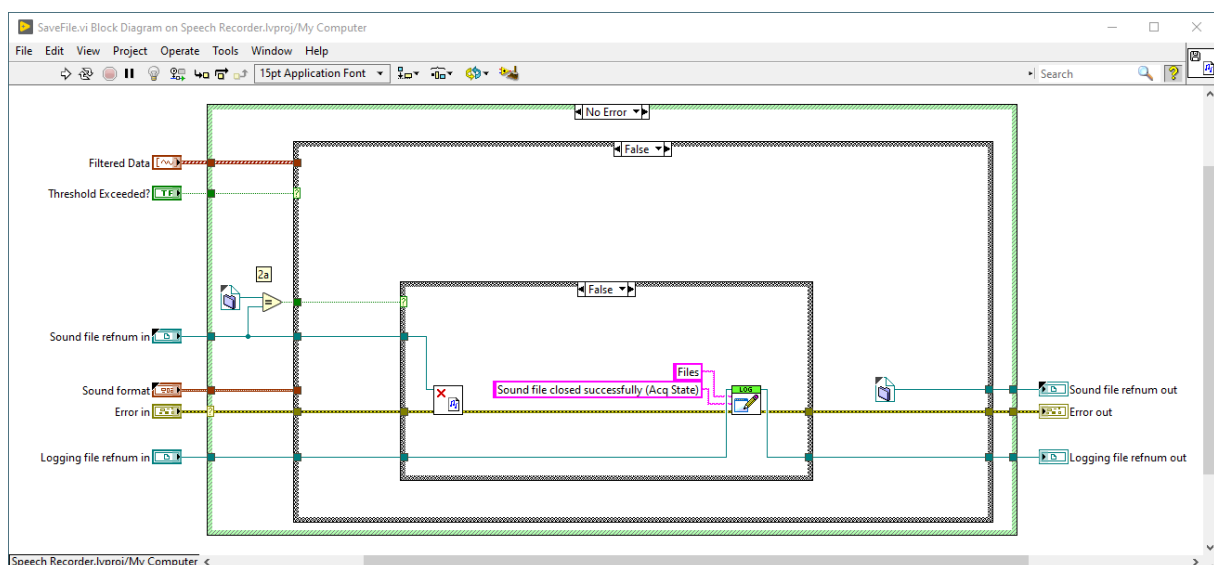 SaveFile.vi Block Diagram on Speech Recorder.lvproj/My Computer
File Edit View Project Operate Tools Window Help
15pt Application Font
Search
No Error
False
Filtered Data
Threshold Exceeded?
TF
2a
False
Sound file refnum in
Files
Sound file closed successfully (Acq State)
LOG
Sound format
Sound file refnum out
Error in
Error out
Logging file refnum in
Logging file refnum out
Speech Recorder.lvproj/My Computer